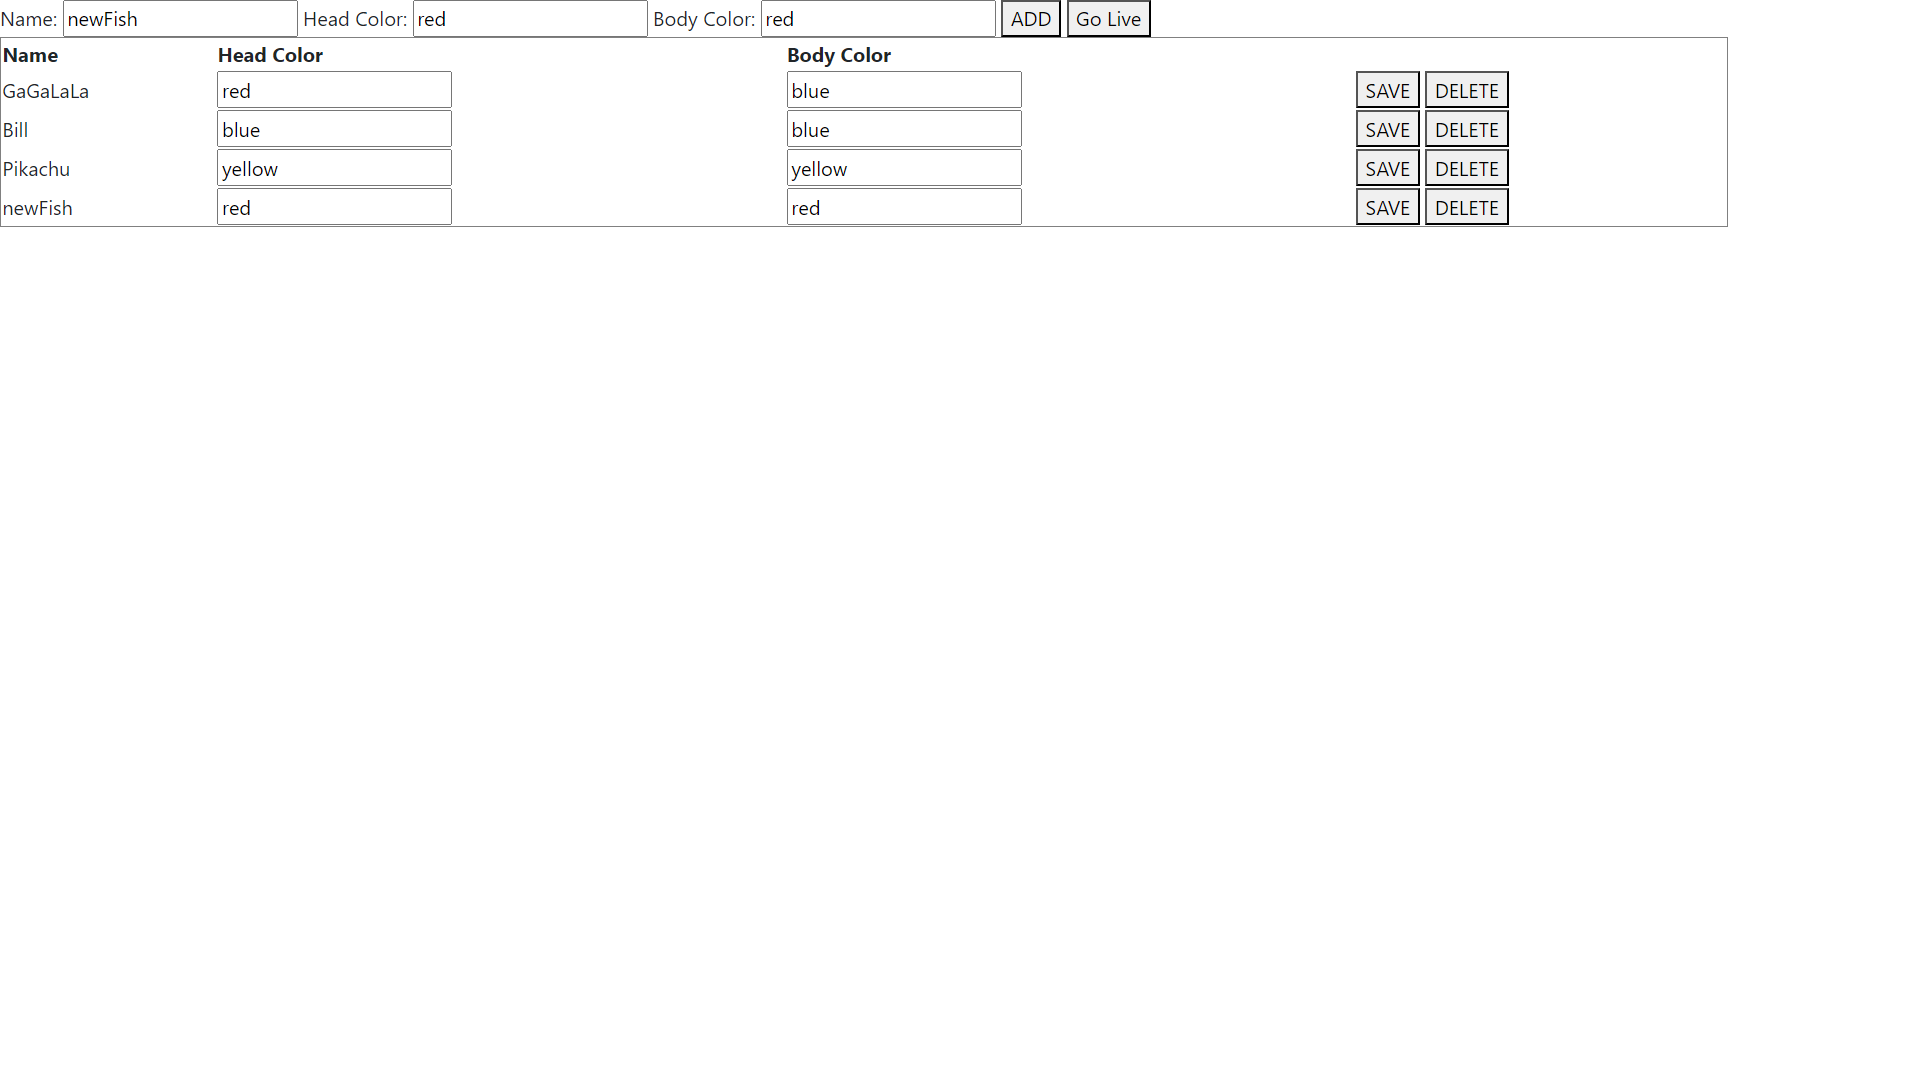 Name: newFish Head Color: red Body Color: red ADD Go Live
Name Head Color Body Color
GaGaLaLa red blue SAVE DELETE
Bill blue blue SAVE DELETE
Pikachu yellow yellow SAVE DELETE
newFish red red SAVE DELETE